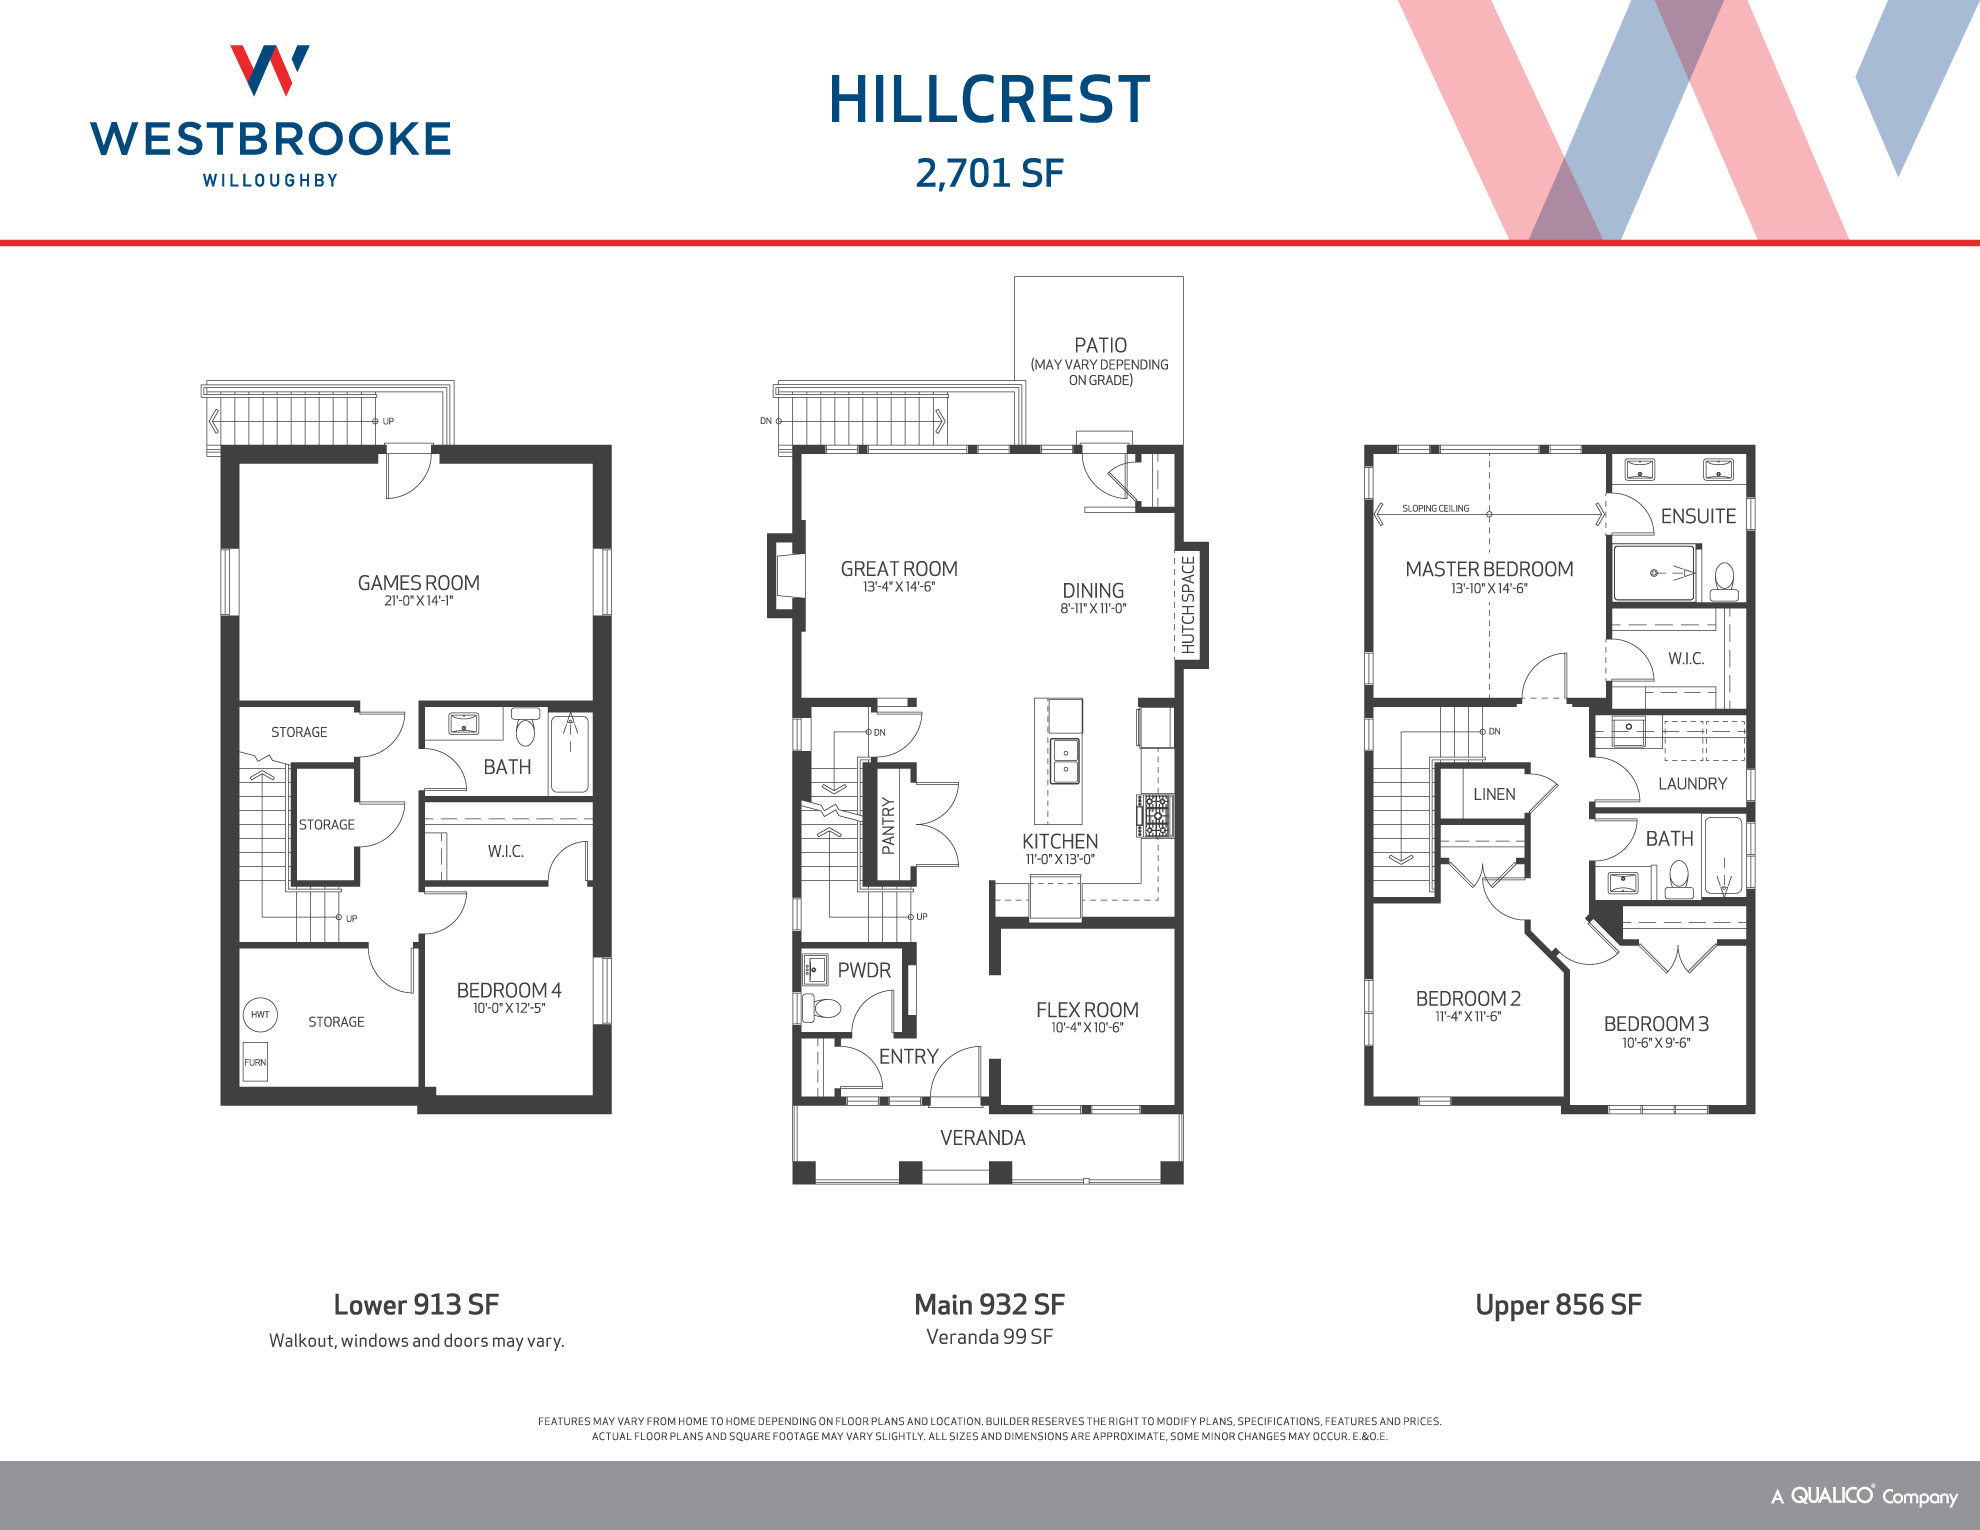 WESTBROOKE
WILLOUGHBY
HILLCREST
2,701 SF
UP
GAMES ROOM
21'-0" X 14'-1"
STORAGE
BATH
STORAGE
W.I.C.
UP
BEDROOM 4
10'-0" X 12'-5"
STORAGE
HWT
FURN
Lower 913 SF
Walkout, windows and doors may vary.
PATIO
(MAY VARY DEPENDING
ON GRADE)
DN
GREAT ROOM
13'-4" X 14'-6"
DINING
8'-11" X 11'-0"
HUTCH SPACE
DN
PANTRY
KITCHEN
11'-0" X 13'-0"
UP
PWDR
FLEX ROOM
10'-4" X 10'-6"
ENTRY
VERANDA
Main 932 SF
Veranda 99 SF
SLOPING CEILING
ENSUITE
MASTER BEDROOM
13'-10" X 14'-6"
W.I.C.
DN
LAUNDRY
LINEN
BATH
BEDROOM 2
11'-4" X 11'-6"
BEDROOM 3
10'-6" X 9'-6"
Upper 856 SF
FEATURES MAY VARY FROM HOME TO HOME DEPENDING ON FLOOR PLANS AND LOCATION. BUILDER RESERVES THE RIGHT TO MODIFY PLANS, SPECIFICATIONS, FEATURES AND PRICES.
ACTUAL FLOOR PLANS AND SQUARE FOOTAGE MAY VARY SLIGHTLY. ALL SIZES AND DIMENSIONS ARE APPROXIMATE, SOME MINOR CHANGES MAY OCCUR. E.&O.E.
A QUALICO® Company